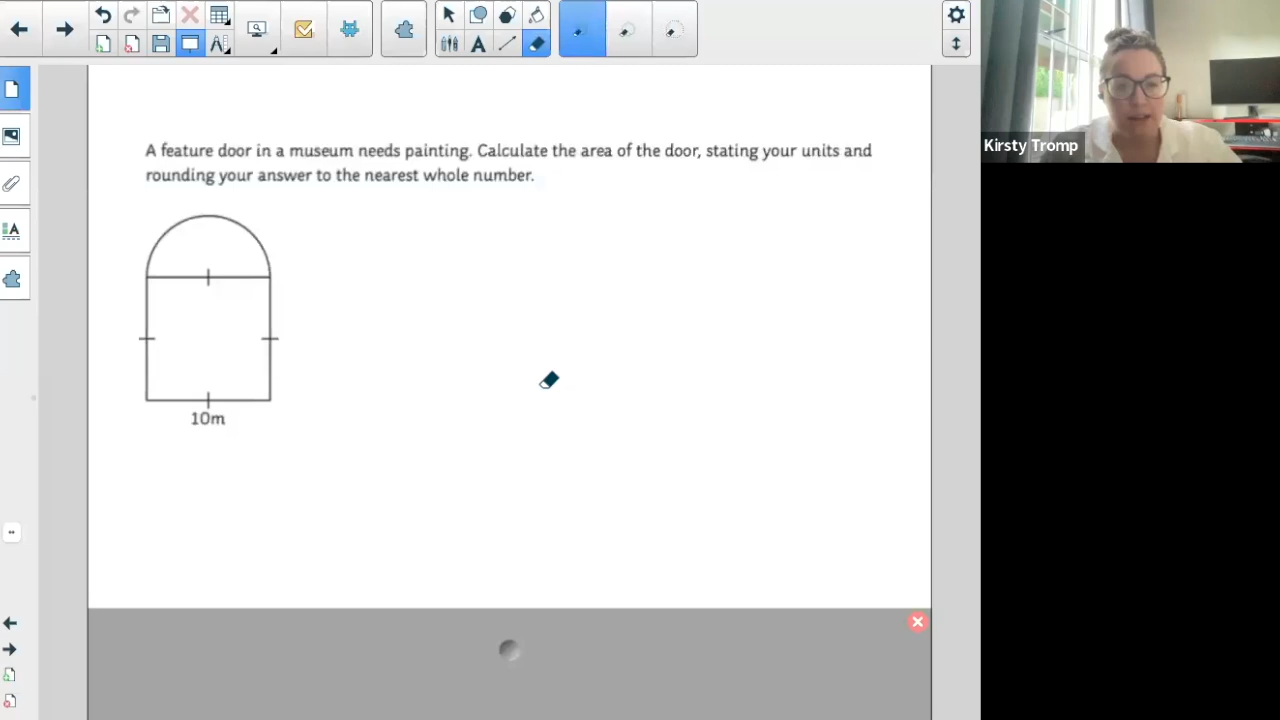 A feature door in a museum needs painting. Calculate the area of the door, stating your units and
rounding your answer to the nearest whole number.
10m
Kirsty Tromp